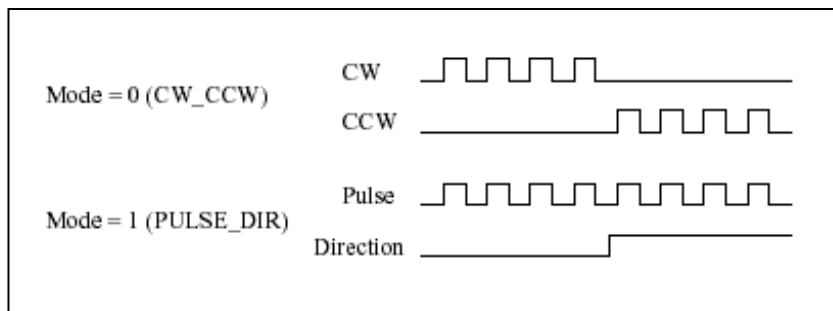 CW
Mode = 0 (CW_CCW)
CCW
Pulse
Mode = 1 (PULSE_DIR)
Direction